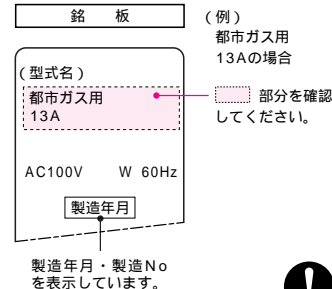 銘 板
(例)
都市ガス用
13Aの場合
(型式名)
都市ガス用
13A
部分を確認
してください。
AC100V W 60Hz
製造年月
製造年月・製造No
を表示しています。